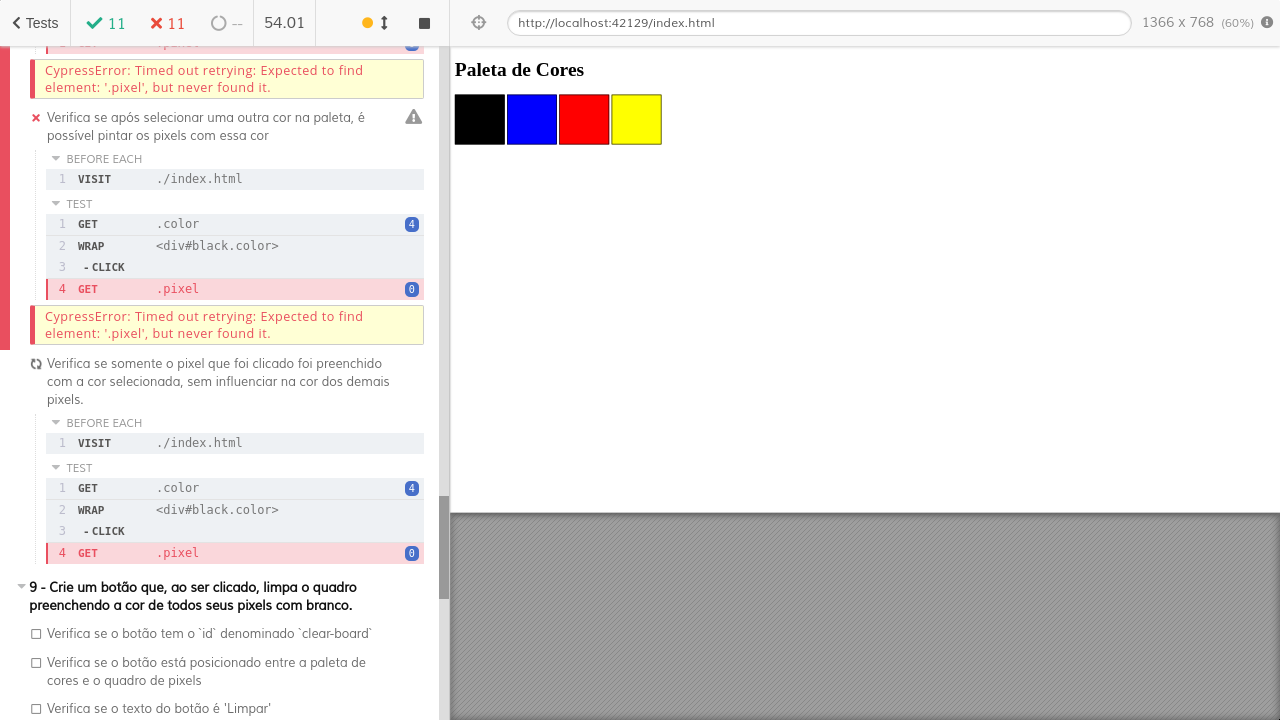 Tests
11
11
--
54.01
http://localhost:42129/index.html
1366 x 768 (60%)
CypressError: Timed out retrying: Expected to find
element: '.pixel', but never found it.
Verifica se após selecionar uma outra cor na paleta, é
possível pintar os pixels com essa cor
BEFORE EACH
1 VISIT ./index.html
TEST
1 GET .color 4
2 WRAP <div#black.color>
3 - CLICK
4 GET .pixel 0
CypressError: Timed out retrying: Expected to find
element: '.pixel', but never found it.
Verifica se somente o pixel que foi clicado foi preenchido
com a cor selecionada, sem influenciar na cor dos demais
pixels.
BEFORE EACH
1 VISIT ./index.html
TEST
1 GET .color 4
2 WRAP <div#black.color>
3 - CLICK
4 GET .pixel 0
9 - Crie um botão que, ao ser clicado, limpa o quadro
preenchendo a cor de todos seus pixels com branco.
Verifica se o botão tem o `id` denominado `clear-board`
Verifica se o botão está posicionado entre a paleta de
cores e o quadro de pixels
Verifica se o texto do botão é 'Limpar'
Paleta de Cores